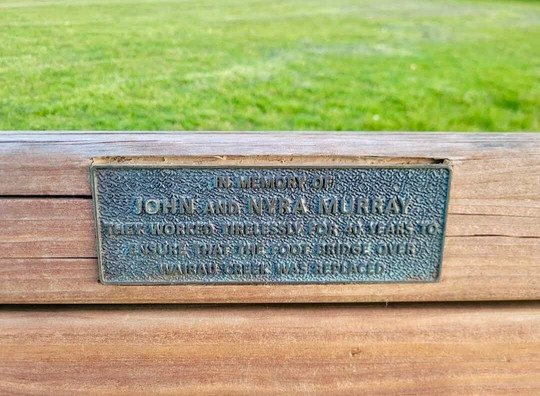 IN MEMORY OF
JOHN AND NYRA MURRAY
THEY WORKED TIRELESSLY FOR 40 YEARS TO
ENSURE THAT THE FOOT BRIDGE OVER
WAIRAU CREEK WAS REPLACED.